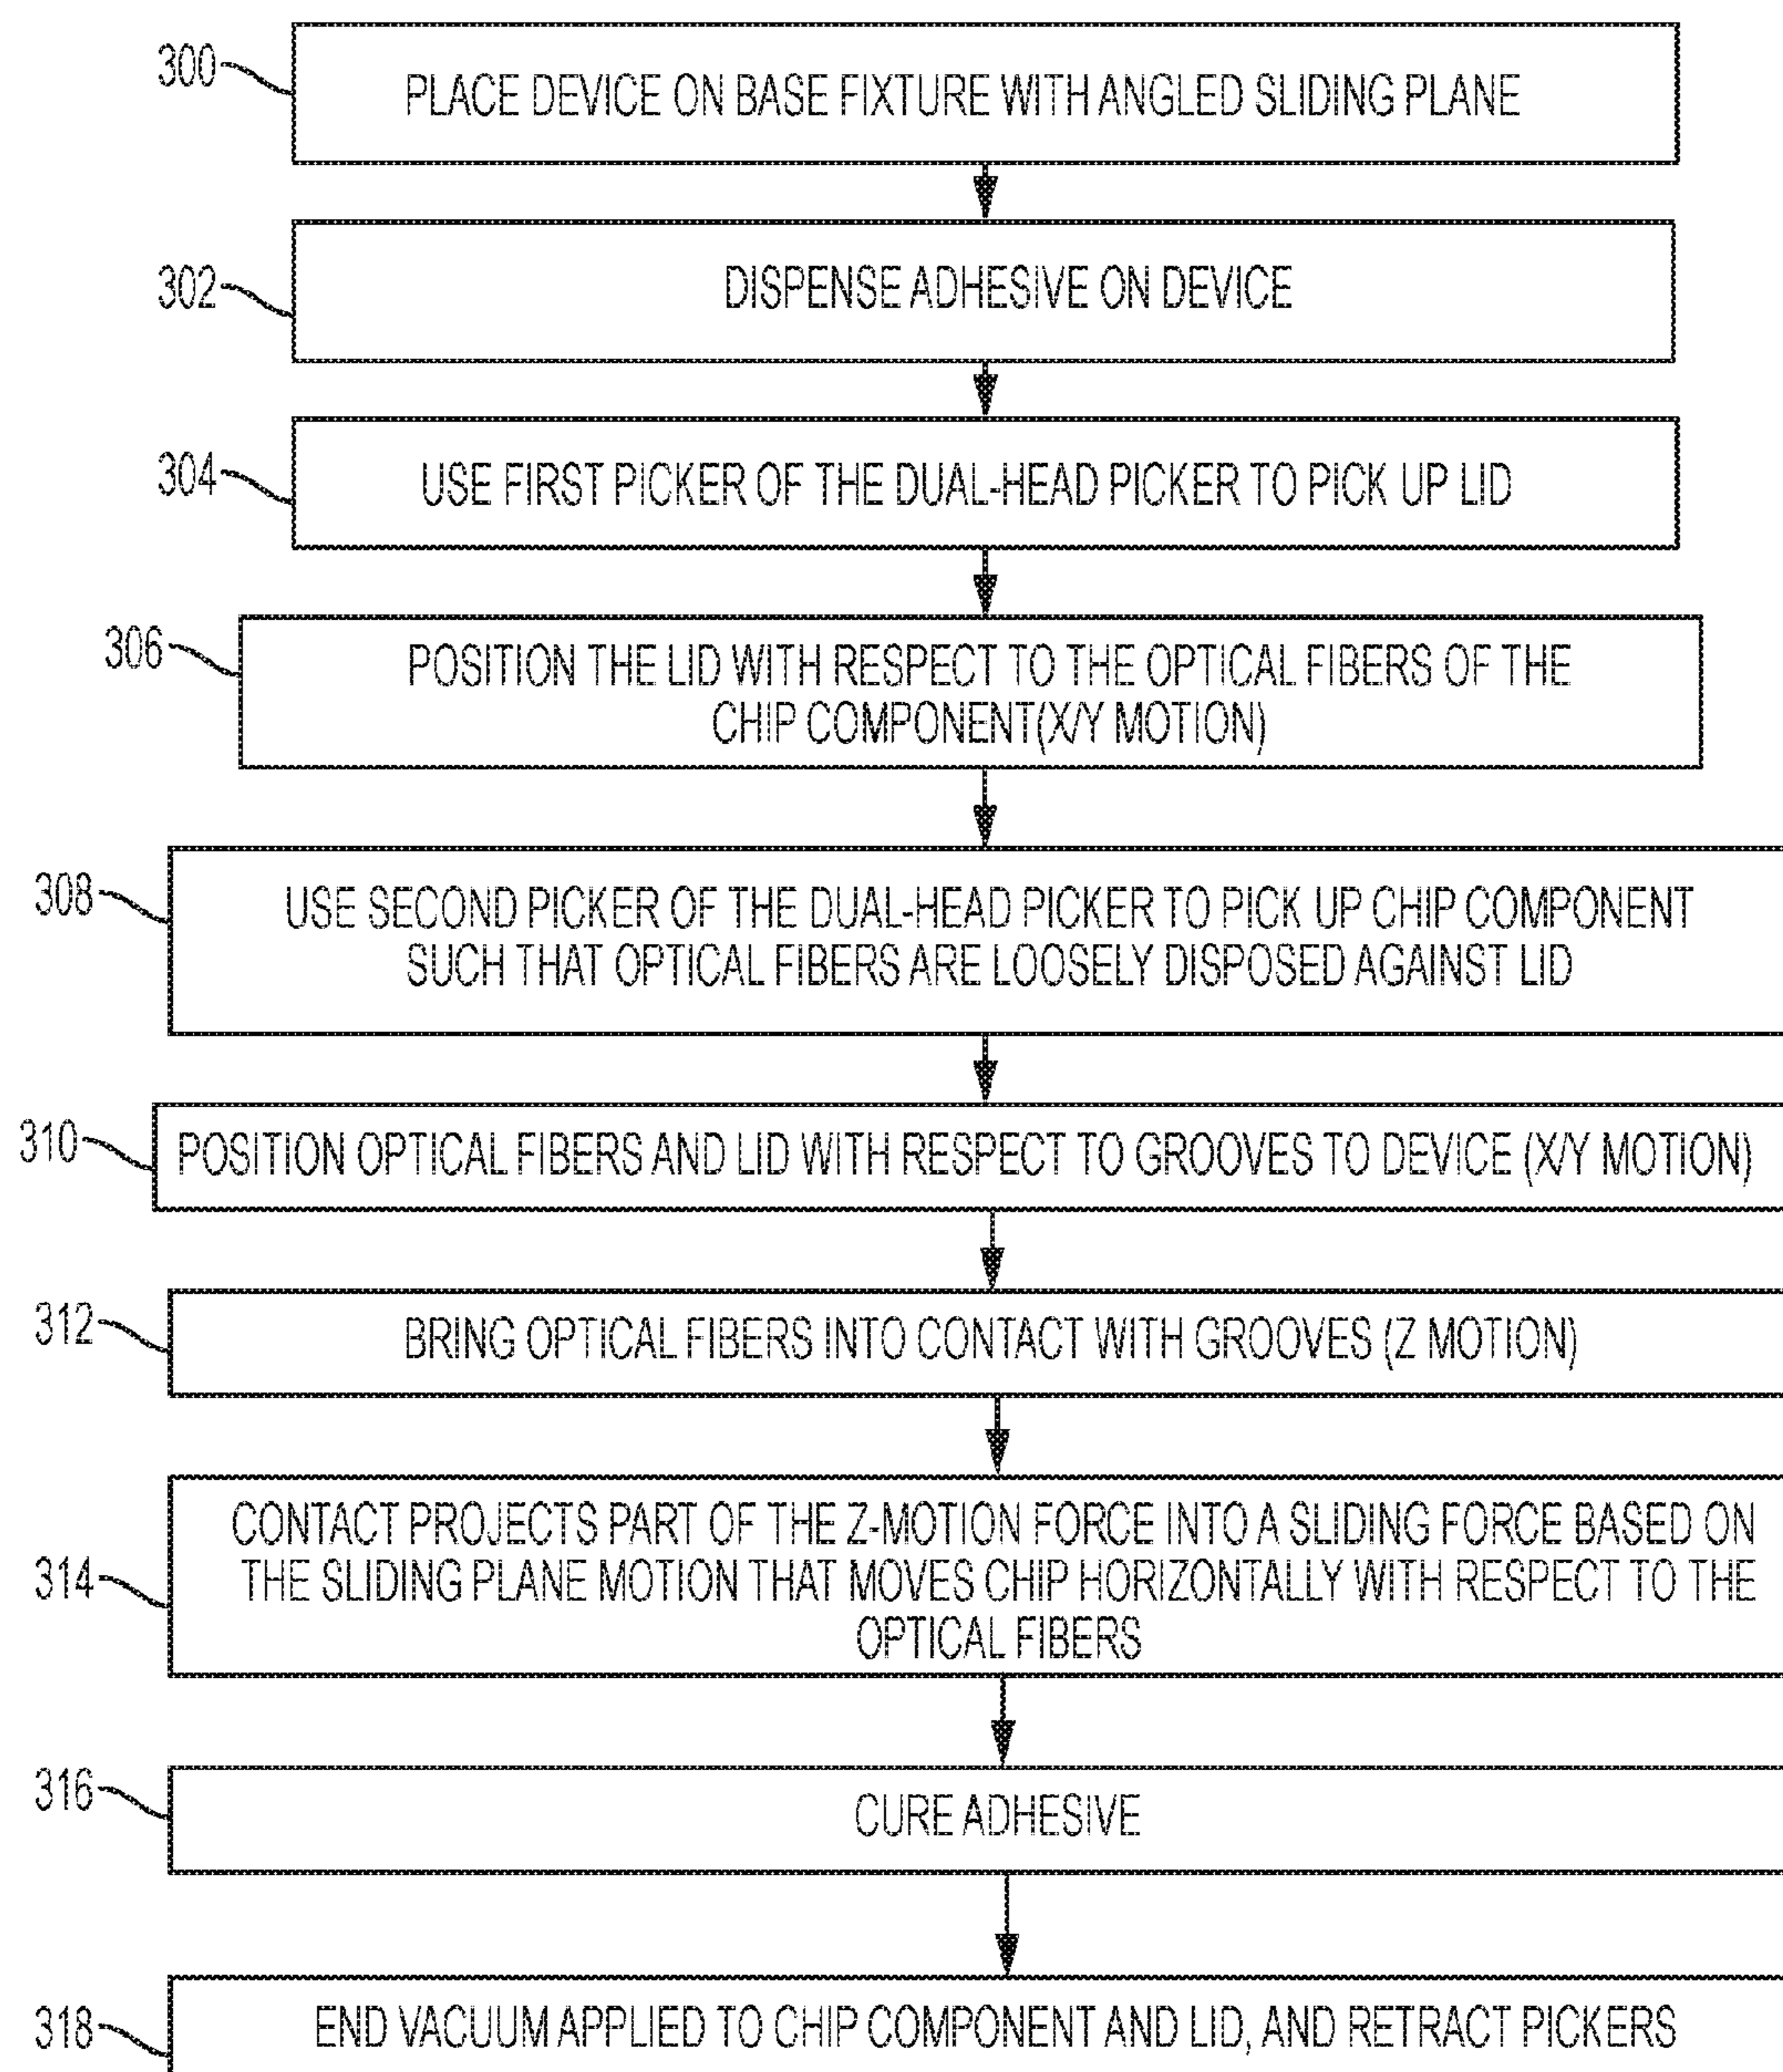 300
PLACE DEVICE ON BASE FIXTURE WITH ANGLED SLIDING PLANE
302
DISPENSE ADHESIVE ON DEVICE
304
USE FIRST PICKER OF THE DUAL-HEAD PICKER TO PICK UP LID
306
POSITION THE LID WITH RESPECT TO THE OPTICAL FIBERS OF THE
CHIP COMPONENT(X/Y MOTION)
308
USE SECOND PICKER OF THE DUAL-HEAD PICKER TO PICK UP CHIP COMPONENT
SUCH THAT OPTICAL FIBERS ARE LOOSELY DISPOSED AGAINST LID
310
POSITION OPTICAL FIBERS AND LID WITH RESPECT TO GROOVES TO DEVICE (X/Y MOTION)
312
BRING OPTICAL FIBERS INTO CONTACT WITH GROOVES (Z MOTION)
314
CONTACT PROJECTS PART OF THE Z-MOTION FORCE INTO A SLIDING FORCE BASED ON
THE SLIDING PLANE MOTION THAT MOVES CHIP HORIZONTALLY WITH RESPECT TO THE
OPTICAL FIBERS
316
CURE ADHESIVE
318
END VACUUM APPLIED TO CHIP COMPONENT AND LID, AND RETRACT PICKERS